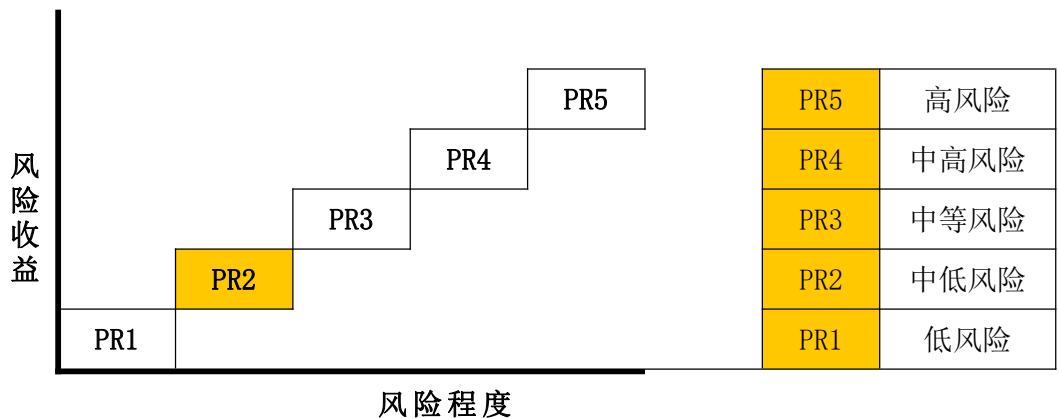 PR5
PR4
PR3
PR2
PR1
风险收益
风险程度
PR5 高风险
PR4 中高风险
PR3 中等风险
PR2 中低风险
PR1 低风险